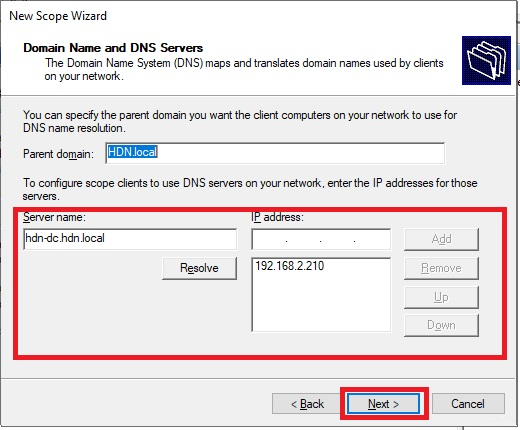 New Scope Wizard
Domain Name and DNS Servers
The Domain Name System (DNS) maps and translates domain names used by clients
on your network.
You can specify the parent domain you want the client computers on your network to use for
DNS name resolution.
Parent domain: HDN.local
To configure scope clients to use DNS servers on your network, enter the IP addresses for those
servers.
Server name: IP address:
hdn-dc.hdn.local . . . Add
Resolve 192.168.2.210 Remove
Up
Down
< Back Next > Cancel